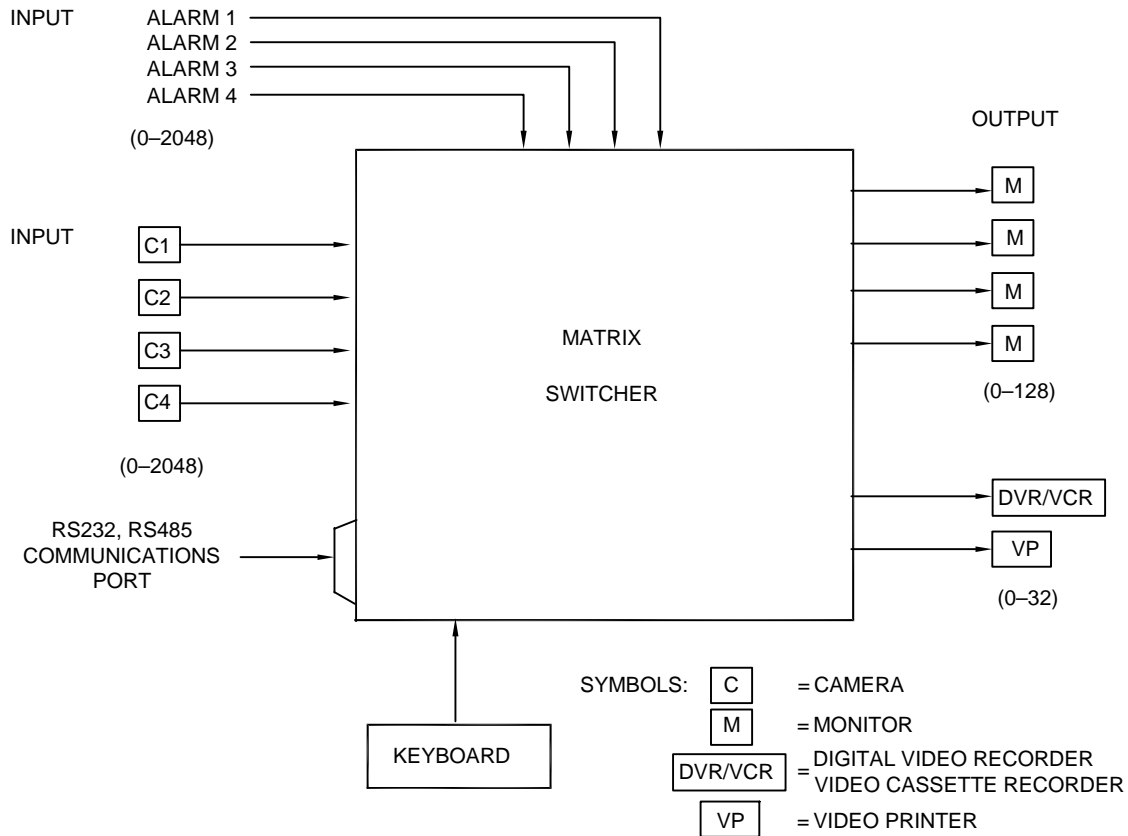 INPUT
ALARM 1
ALARM 2
ALARM 3
ALARM 4
(0–2048)
OUTPUT
INPUT
C1
C2
C3
C4
(0–2048)
MATRIX
SWITCHER
M
M
M
M
(0–128)
RS232, RS485
COMMUNICATIONS
PORT
DVR/VCR
VP
(0–32)
KEYBOARD
SYMBOLS:
C = CAMERA
M = MONITOR
DVR/VCR = DIGITAL VIDEO RECORDER
VIDEO CASSETTE RECORDER
VP = VIDEO PRINTER